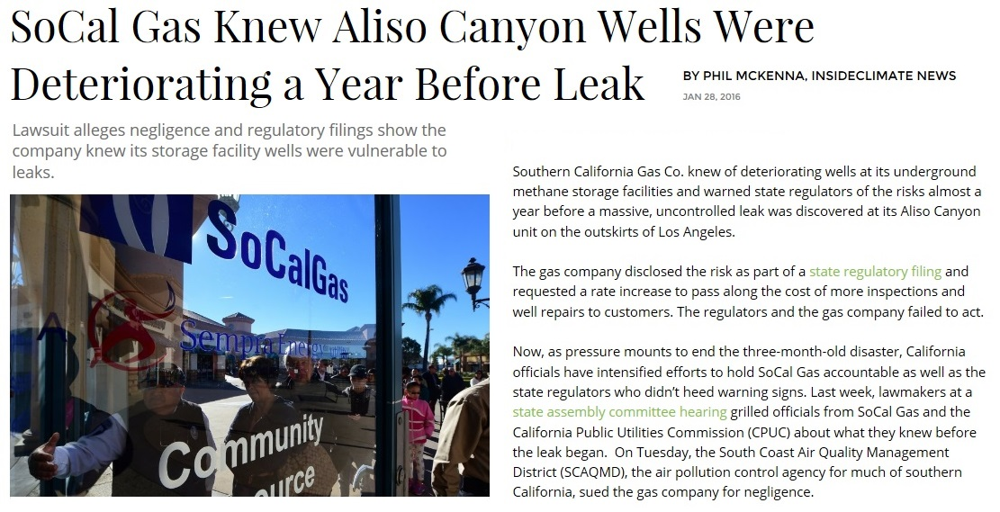 SoCal Gas Knew Aliso Canyon Wells Were
Deteriorating a Year Before Leak
BY PHIL MCKENNA, INSIDECLIMATE NEWS
JAN 28, 2016
Lawsuit alleges negligence and regulatory filings show the
company knew its storage facility wells were vulnerable to
leaks.
SoCalGas
A
Sempra Energy
Community
ource
Southern California Gas Co. knew of deteriorating wells at its underground
methane storage facilities and warned state regulators of the risks almost a
year before a massive, uncontrolled leak was discovered at its Aliso Canyon
unit on the outskirts of Los Angeles.
The gas company disclosed the risk as part of a state regulatory filing and
requested a rate increase to pass along the cost of more inspections and
well repairs to customers. The regulators and the gas company failed to act.
Now, as pressure mounts to end the three-month-old disaster, California
officials have intensified efforts to hold SoCal Gas accountable as well as the
state regulators who didn’t heed warning signs. Last week, lawmakers at a
state assembly committee hearing grilled officials from SoCal Gas and the
California Public Utilities Commission (CPUC) about what they knew before
the leak began.  On Tuesday, the South Coast Air Quality Management
District (SCAQMD), the air pollution control agency for much of southern
California, sued the gas company for negligence.